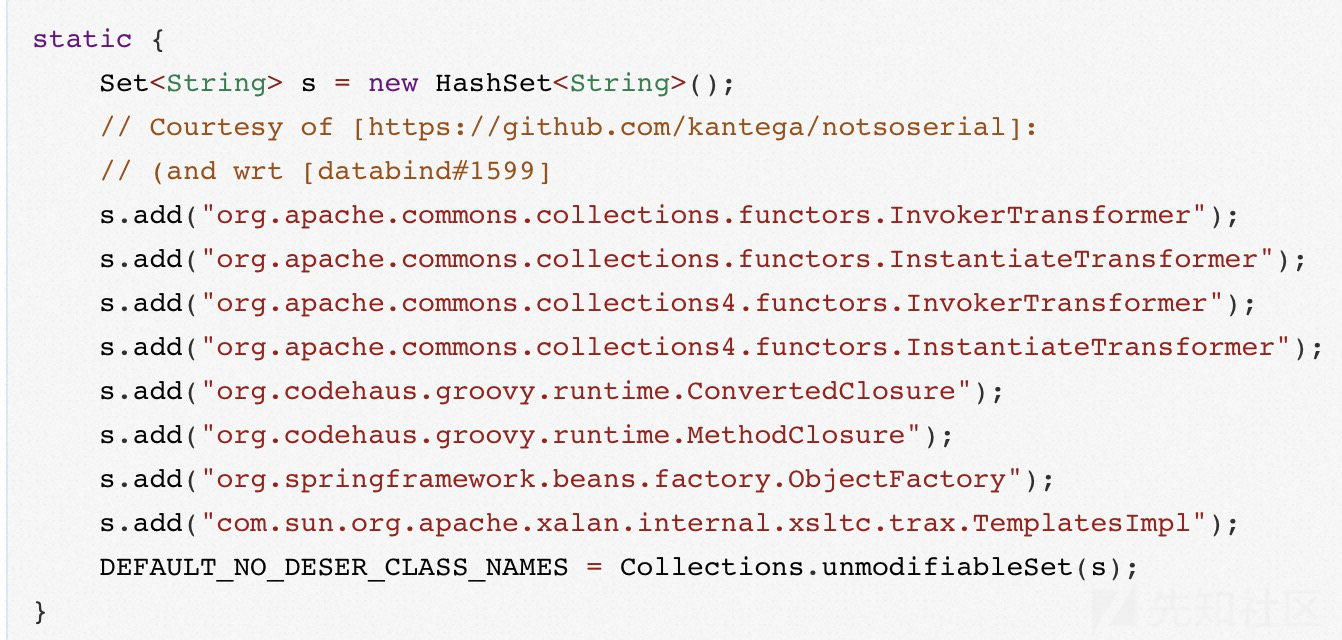 static {
    Set<String> s = new HashSet<String>();
    // Courtesy of [https://github.com/kantega/notsoserial]:
    // (and wrt [databind#1599]
    s.add("org.apache.commons.collections.functors.InvokerTransformer");
    s.add("org.apache.commons.collections.functors.InstantiateTransformer");
    s.add("org.apache.commons.collections4.functors.InvokerTransformer");
    s.add("org.apache.commons.collections4.functors.InstantiateTransformer");
    s.add("org.codehaus.groovy.runtime.ConvertedClosure");
    s.add("org.codehaus.groovy.runtime.MethodClosure");
    s.add("org.springframework.beans.factory.ObjectFactory");
    s.add("com.sun.org.apache.xalan.internal.xsltc.trax.TemplatesImpl");
    DEFAULT_NO_DESER_CLASS_NAMES = Collections.unmodifiableSet(s);
}
先知社区